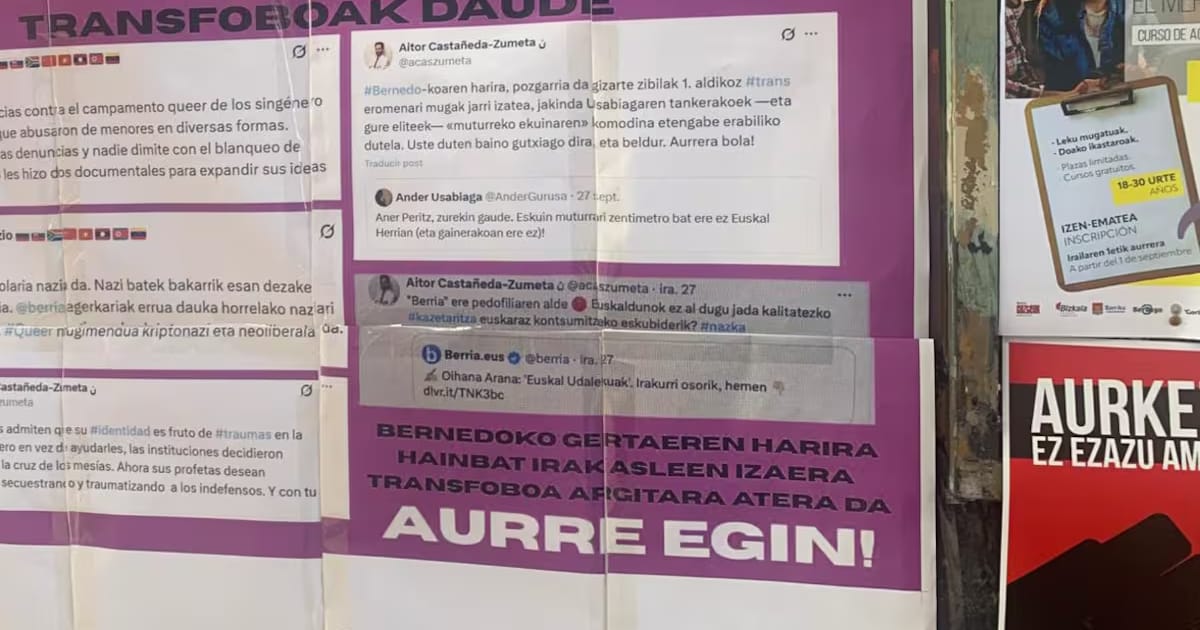 TRANSFOBOAK DAUDE
cias contra el campamento queer de los singénero
que abusaron de menores en diversas formas.
as denuncias y nadie dimite con el blanqueo de
les hizo dos documentales para expandir sus ideas
olaria nazia da. Nazi batek bakarrik esan dezake
a. @berria agerkariak errua dauka horrelako nazjari
#Queer mugimendua kriptonazi eta neoliberala da.
astañeda-Zumeta
zumeta
s admiten que su #identidad es fruto de #traumas en la
ero en vez de ayudarles, las instituciones decidieron
la cruz de los mesías. Ahora sus profetas desean
secuestrando y traumatizando a los indefensos. Y con tu
Aitor Castañeda-Zumeta
@acaszumeta
#Bernedo-koaren harira, pozgarria da gizarte zibilak 1. aldikoz #trans
eromenari mugak jarri izatea, jakinda Usabiagaren tankerakoek —eta
gure eliteek— «muturreko ekuinaren» komodina etengabe erabiliko
dutela. Uste duten baino gutxiago dira, eta beldur. Aurrera bola!
Traducir post
Ander Usabiaga @AnderGurusa · 27 sept.
Aner Peritz, zurekin gaude. Eskuin muturrari zentimetro bat ere ez Euskal
Herrian (eta gainerakoan ere ez)!
Aitor Castañeda-Zumeta @acaszumeta · ira. 27
"Berria" ere pedofiliaren alde Euskaldunok ez al dugu jada kalitatezko
#kazetaritza euskaraz kontsumitzeko eskubiderik? #nazka
Berria.eus @berria · ira. 27
Oihana Arana: 'Euskal Udalekuak'. Irakurri osorik, hemen
dlvr.it/TNK3bc
BERNEDOKO GERTAEREN HARIRA
HAINBAT IRAKASLEEN IZAERA
TRANSFOBOA ARGITARA ATERA DA
AURRE EGIN!
CURSO DE
- Leku mugatuak.
- Doako ikastaroak.
- Plazas limitadas.
- Cursos gratuitos.
18-30 URTE
AÑOS
IZEN-EMATEA
INSCRIPCIÓN
Irailaren 1etik aurrera
A partir del 1 de septiembre
Bizkaia
AURKE
EZ EZAZU AM